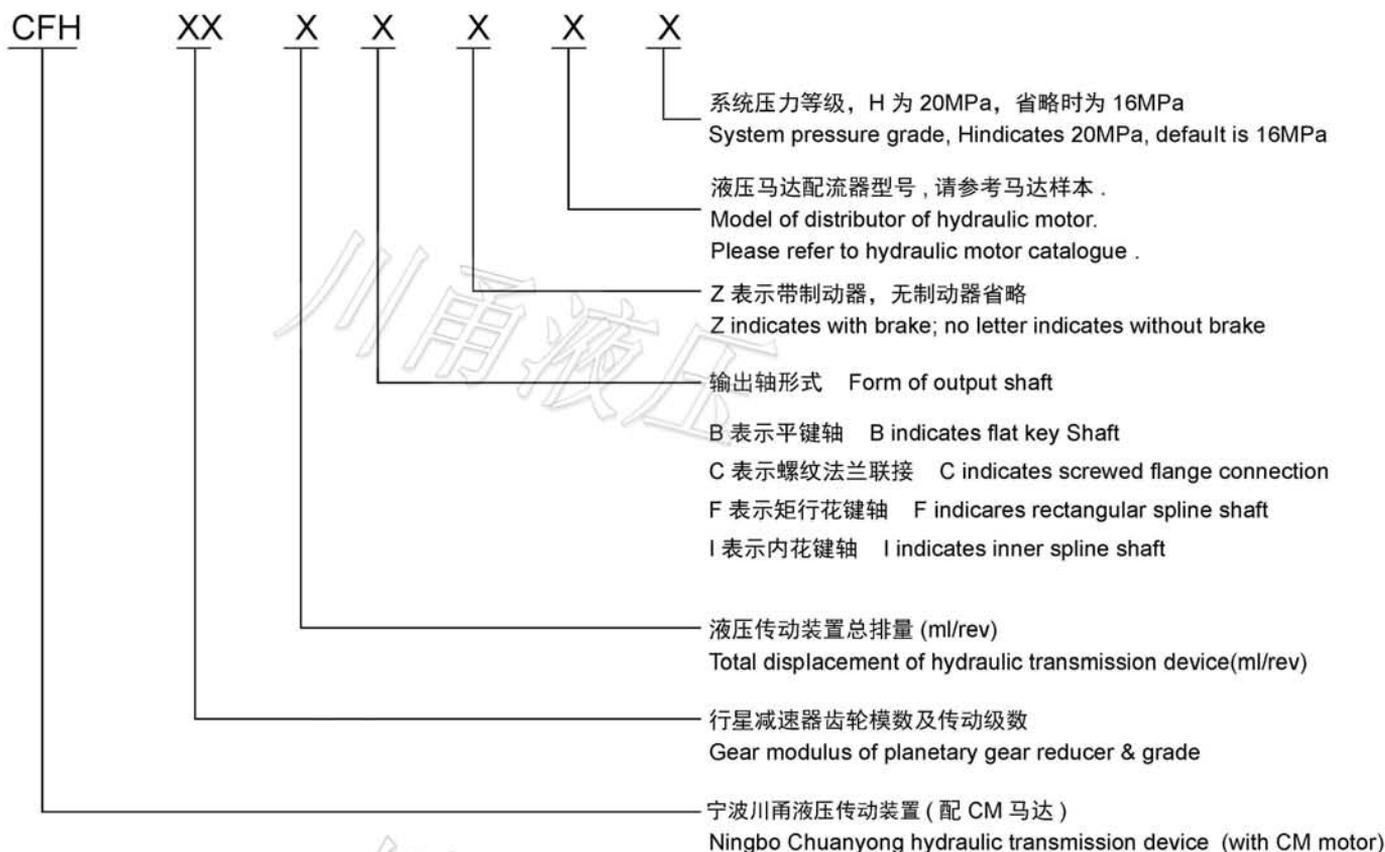 CFH XX X X X X X
系统压力等级，H 为 20MPa，省略时为 16MPa
System pressure grade, Hindicates 20MPa, default is 16MPa
液压马达配流器型号 , 请参考马达样本 .
Model of distributor of hydraulic motor.
Please refer to hydraulic motor catalogue .
Z 表示带制动器，无制动器省略
Z indicates with brake; no letter indicates without brake
川甬液压
输出轴形式 Form of output shaft
B 表示平键轴 B indicates flat key Shaft
C 表示螺纹法兰联接 C indicates screwed flange connection
F 表示矩行花键轴 F indicares rectangular spline shaft
I 表示内花键轴 I indicates inner spline shaft
液压传动装置总排量 (ml/rev)
Total displacement of hydraulic transmission device(ml/rev)
行星减速器齿轮模数及传动级数
Gear modulus of planetary gear reducer & grade
宁波川甬液压传动装置 ( 配 CM 马达 )
Ningbo Chuanyong hydraulic transmission device (with CM motor)